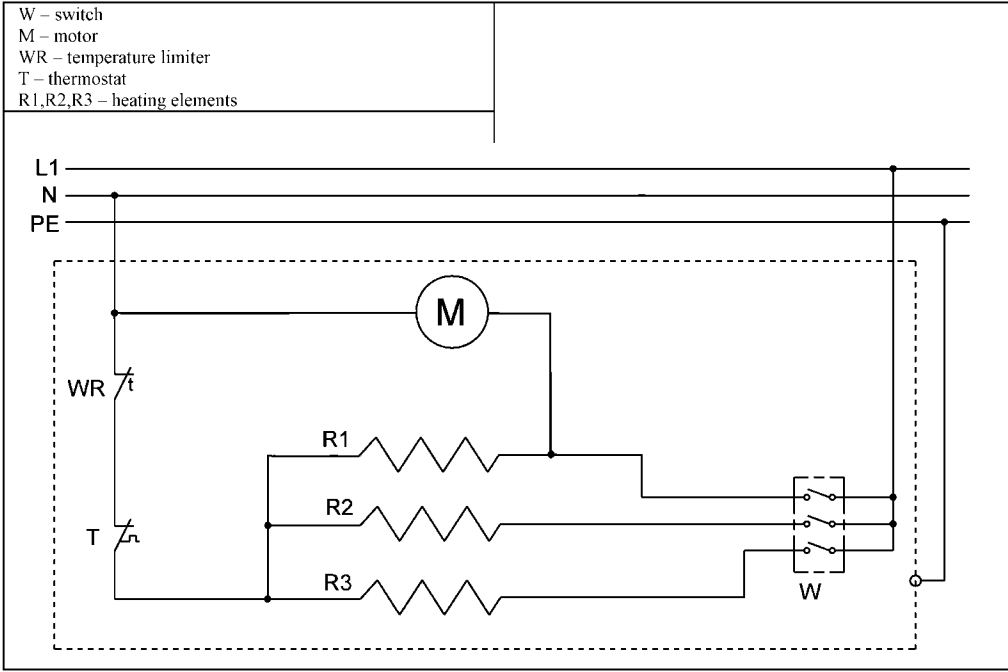 W – switch
M – motor
WR – temperature limiter
T – thermostat
R1,R2,R3 – heating elements
L1
N
PE
M
WR t
R1
R2
T
R3
W